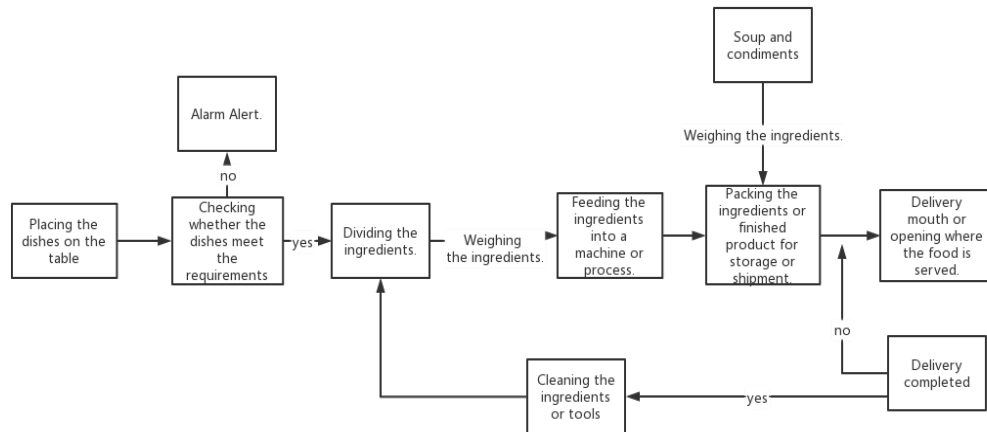 Soup and
condiments
Alarm Alert.
Weighing the ingredients.
no
Placing the
dishes on the
table
Checking
whether the
dishes meet
the
requirements
yes
Dividing the
ingredients.
Weighing
the ingredients.
Feeding the
ingredients
into a
machine or
process.
Packing the
ingredients or
finished
product for
storage or
shipment.
Delivery
mouth or
opening where
the food is
served.
no
Delivery
completed
yes
Cleaning the
ingredients
or tools